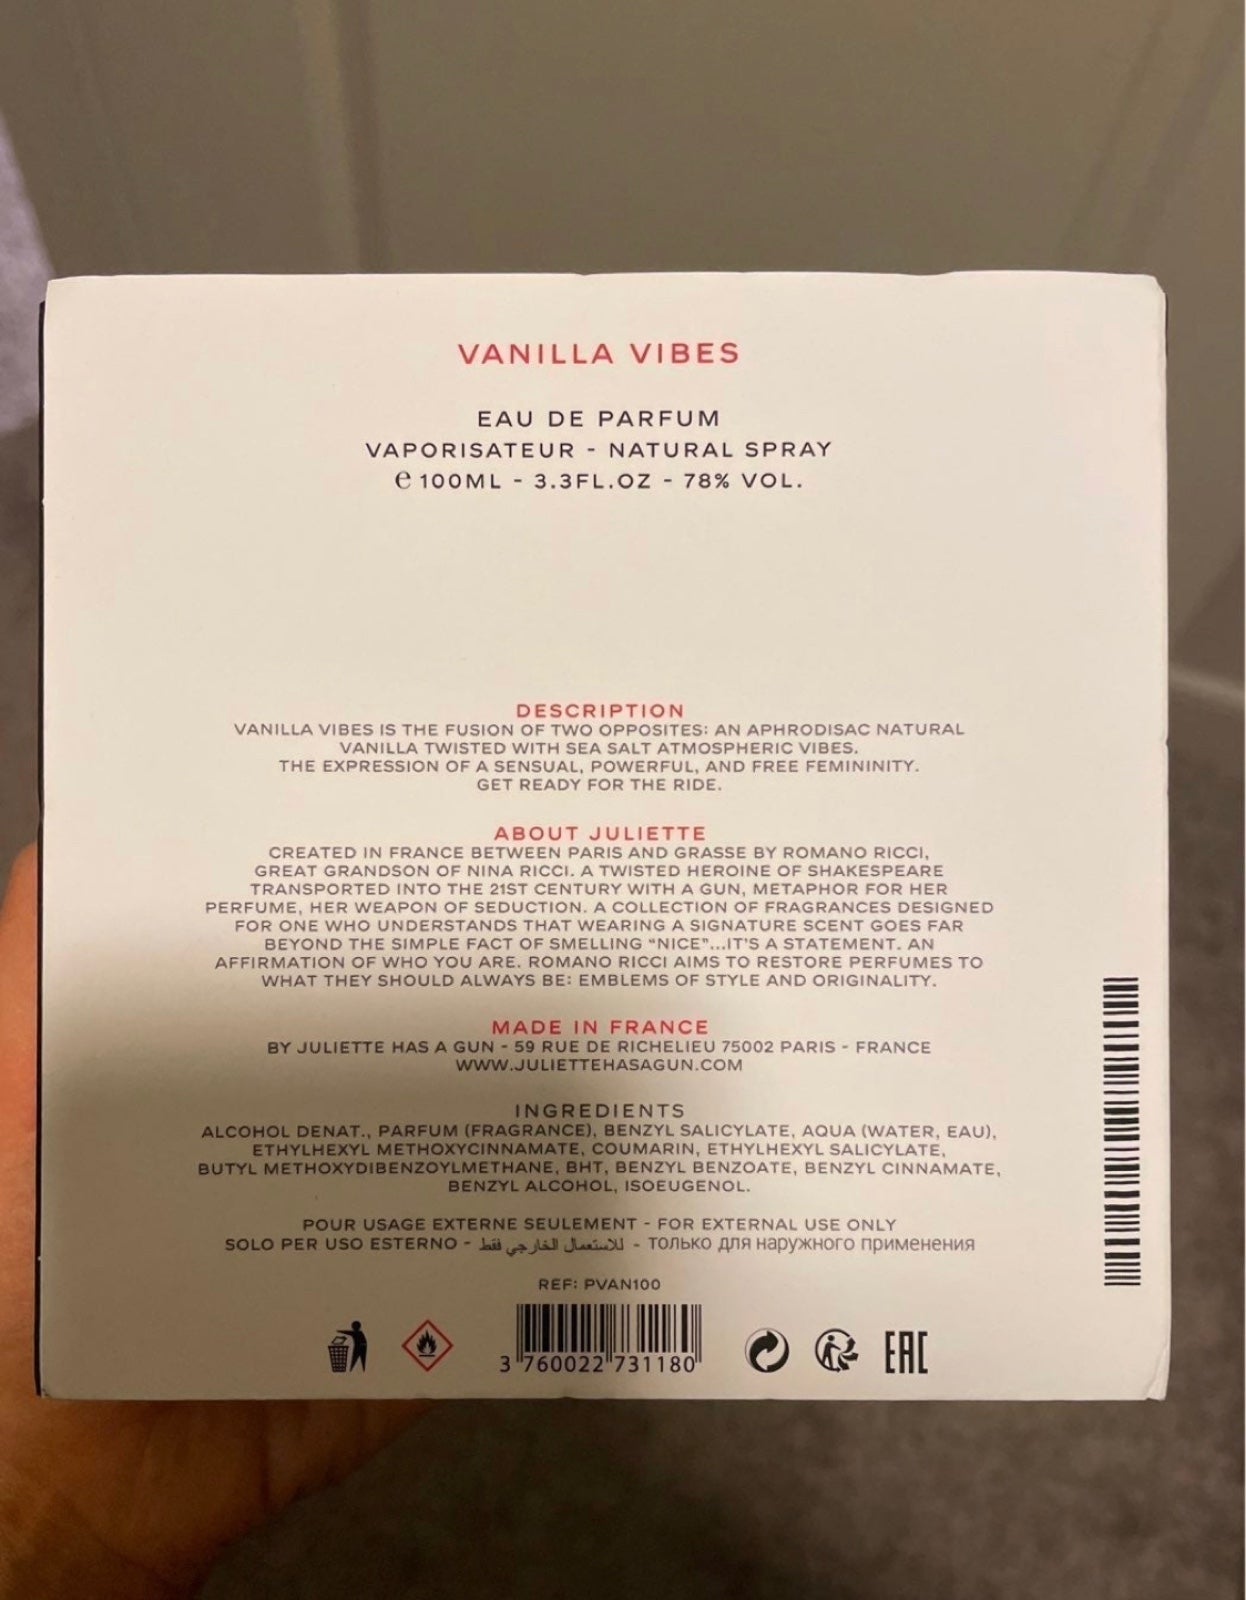 VANILLA VIBES
EAU DE PARFUM
VAPORISATEUR - NATURAL SPRAY
℮ 100ML - 3.3FL.OZ - 78% VOL.
DESCRIPTION
VANILLA VIBES IS THE FUSION OF TWO OPPOSITES: AN APHRODISAC NATURAL
VANILLA TWISTED WITH SEA SALT ATMOSPHERIC VIBES.
THE EXPRESSION OF A SENSUAL, POWERFUL, AND FREE FEMININITY.
GET READY FOR THE RIDE.
ABOUT JULIETTE
CREATED IN FRANCE BETWEEN PARIS AND GRASSE BY ROMANO RICCI,
GREAT GRANDSON OF NINA RICCI. A TWISTED HEROINE OF SHAKESPEARE
TRANSPORTED INTO THE 21ST CENTURY WITH A GUN, METAPHOR FOR HER
PERFUME, HER WEAPON OF SEDUCTION. A COLLECTION OF FRAGRANCES DESIGNED
FOR ONE WHO UNDERSTANDS THAT WEARING A SIGNATURE SCENT GOES FAR
BEYOND THE SIMPLE FACT OF SMELLING “NICE”...IT'S A STATEMENT. AN
AFFIRMATION OF WHO YOU ARE. ROMANO RICCI AIMS TO RESTORE PERFUMES TO
WHAT THEY SHOULD ALWAYS BE: EMBLEMS OF STYLE AND ORIGINALITY.
MADE IN FRANCE
BY JULIETTE HAS A GUN - 59 RUE DE RICHELIEU 75002 PARIS - FRANCE
WWW.JULIETTEHASAGUN.COM
INGREDIENTS
ALCOHOL DENAT., PARFUM (FRAGRANCE), BENZYL SALICYLATE, AQUA (WATER, EAU),
ETHYLHEXYL METHOXYCINNAMATE, COUMARIN, ETHYLHEXYL SALICYLATE,
BUTYL METHOXYDIBENZOYLMETHANE, BHT, BENZYL BENZOATE, BENZYL CINNAMATE,
BENZYL ALCOHOL, ISOEUGENOL.
POUR USAGE EXTERNE SEULEMENT - FOR EXTERNAL USE ONLY
SOLO PER USO ESTERNO - للاستعمال الخارجي فقط - только для наружного применения
REF: PVAN100
3 760022 731180
EAC